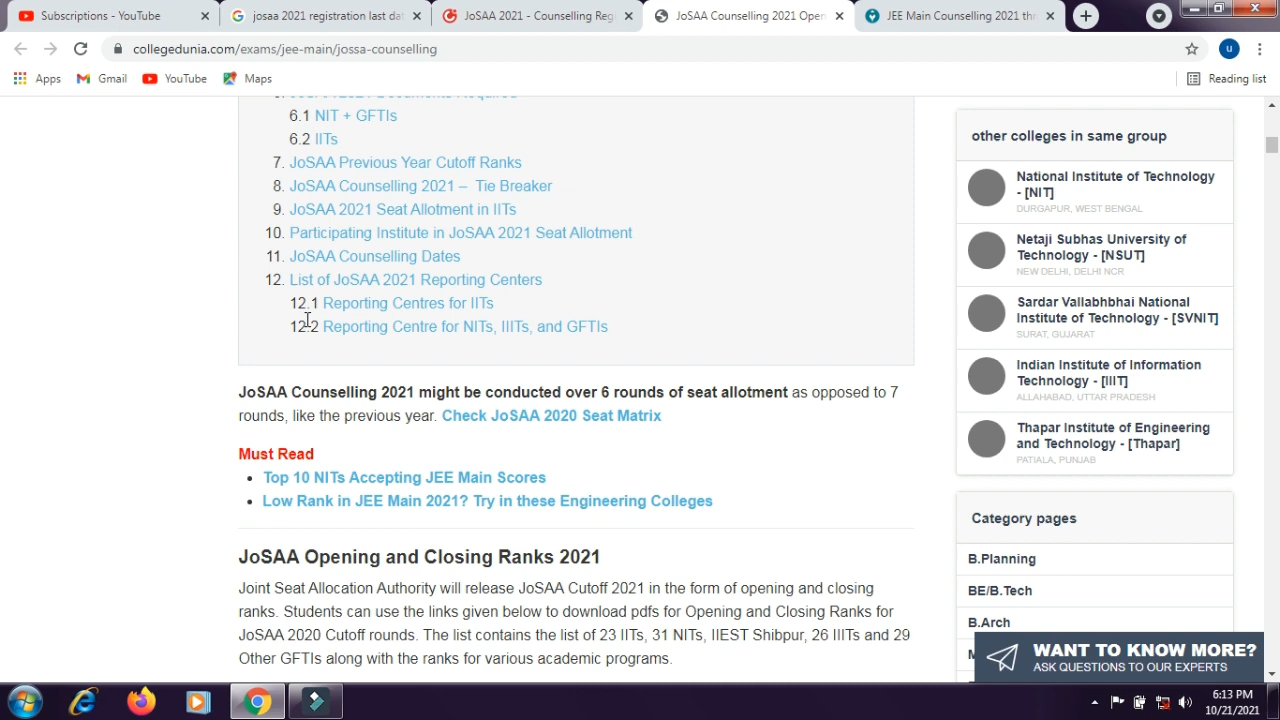 Subscriptions - YouTube
josaa 2021 registration last dat
JoSAA 2021 - Counselling Reg
JoSAA Counselling 2021 Open
JEE Main Counselling 2021 thr
collegedunia.com/exams/jee-main/jossa-counselling
u
Apps
Gmail
YouTube
Maps
Reading list
6.1 NIT + GFTIs
6.2 IITs
7. JoSAA Previous Year Cutoff Ranks
8. JoSAA Counselling 2021 – Tie Breaker
9. JoSAA 2021 Seat Allotment in IITs
10. Participating Institute in JoSAA 2021 Seat Allotment
11. JoSAA Counselling Dates
12. List of JoSAA 2021 Reporting Centers
12.1 Reporting Centres for IITs
12.2 Reporting Centre for NITs, IIITs, and GFTIs
JoSAA Counselling 2021 might be conducted over 6 rounds of seat allotment as opposed to 7
rounds, like the previous year. Check JoSAA 2020 Seat Matrix
Must Read
Top 10 NITs Accepting JEE Main Scores
Low Rank in JEE Main 2021? Try in these Engineering Colleges
JoSAA Opening and Closing Ranks 2021
Joint Seat Allocation Authority will release JoSAA Cutoff 2021 in the form of opening and closing
ranks. Students can use the links given below to download pdfs for Opening and Closing Ranks for
JoSAA 2020 Cutoff rounds. The list contains the list of 23 IITs, 31 NITs, IIEST Shibpur, 26 IIITs and 29
Other GFTIs along with the ranks for various academic programs.
other colleges in same group
National Institute of Technology
- [NIT]
DURGAPUR, WEST BENGAL
Netaji Subhas University of
Technology - [NSUT]
NEW DELHI, DELHI NCR
Sardar Vallabhbhai National
Institute of Technology - [SVNIT]
SURAT, GUJARAT
Indian Institute of Information
Technology - [IIIT]
ALLAHABAD, UTTAR PRADESH
Thapar Institute of Engineering
and Technology - [Thapar]
PATIALA, PUNJAB
Category pages
B.Planning
BE/B.Tech
B.Arch
WANT TO KNOW MORE?
ASK QUESTIONS TO OUR EXPERTS
6:13 PM
10/21/2021